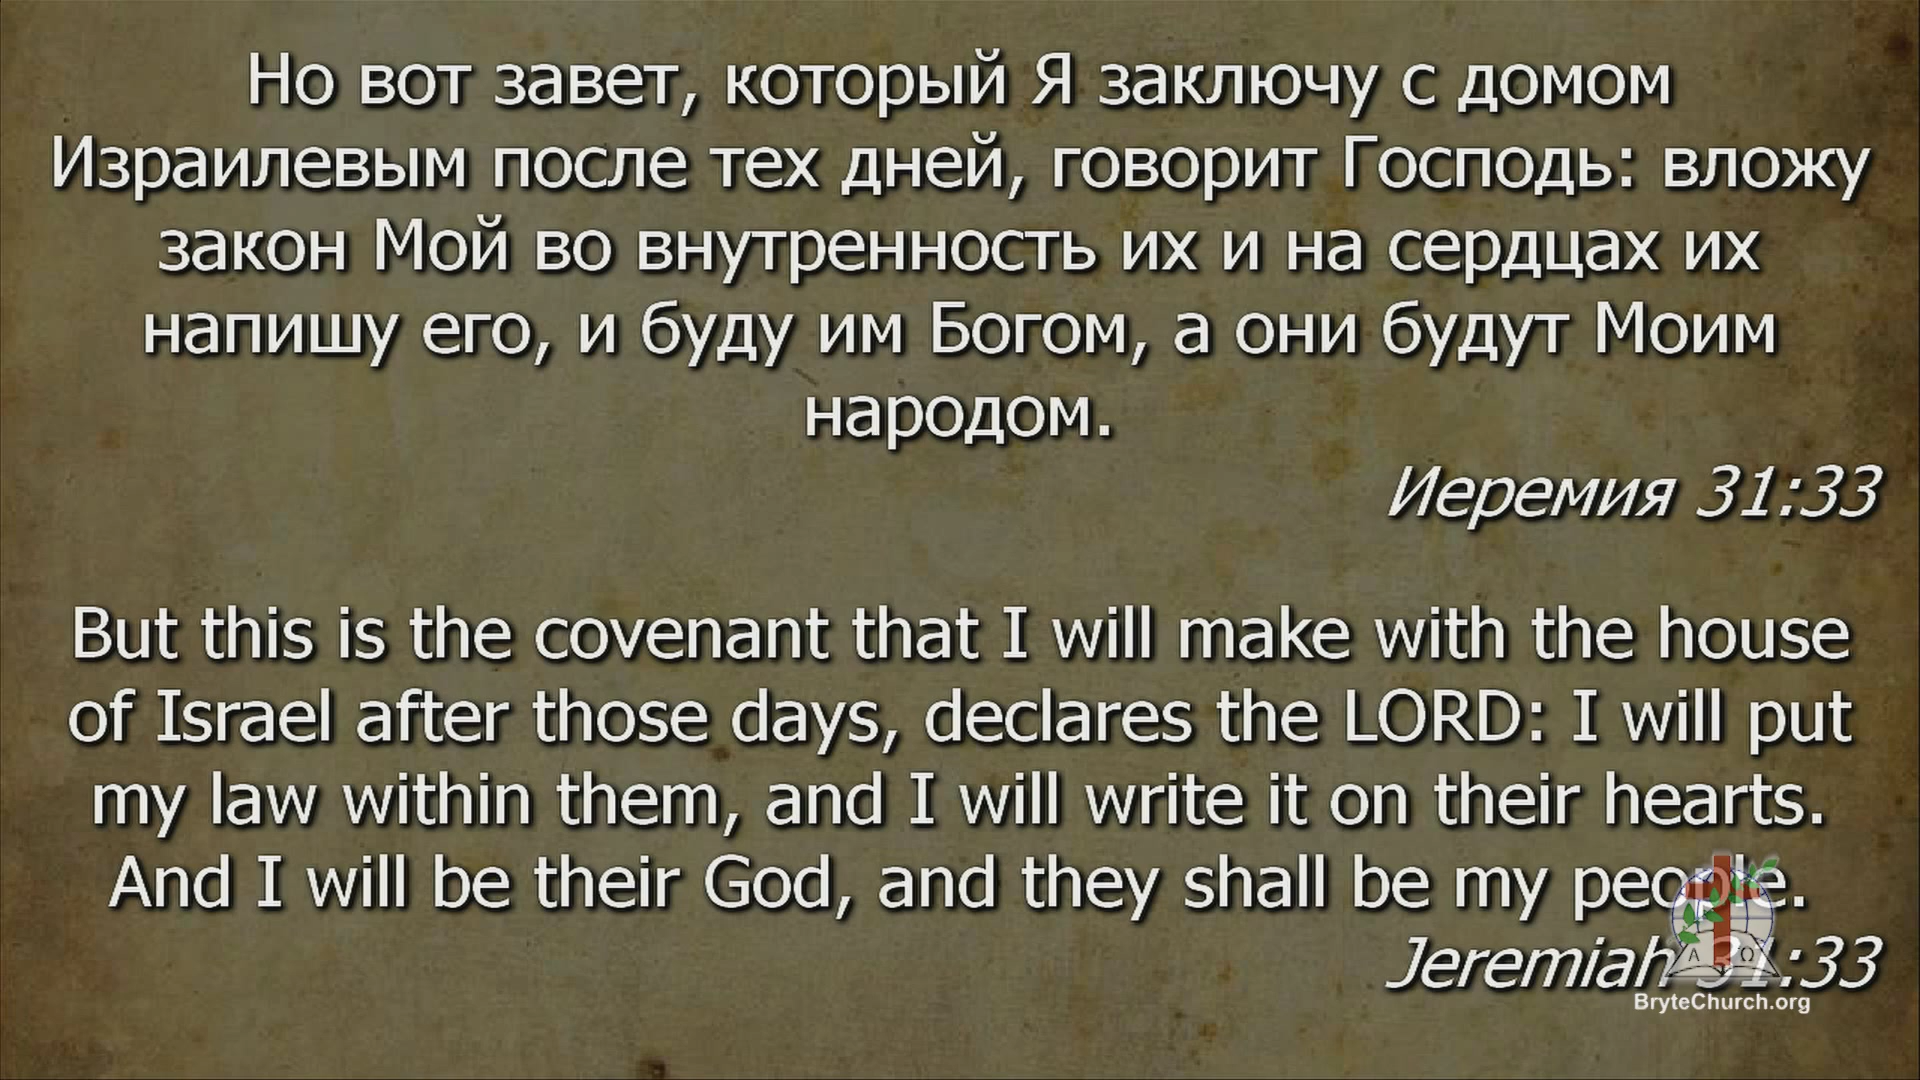 Но вот завет, который Я заключу с домом
Израилевым после тех дней, говорит Господь: вложу
закон Мой во внутренность их и на сердцах их
напишу его, и буду им Богом, а они будут Моим
народом.
Иеремия 31:33
But this is the covenant that I will make with the house
of Israel after those days, declares the LORD: I will put
my law within them, and I will write it on their hearts.
And I will be their God, and they shall be my people.
Jeremiah 31:33
Α Ω
BryteChurch.org